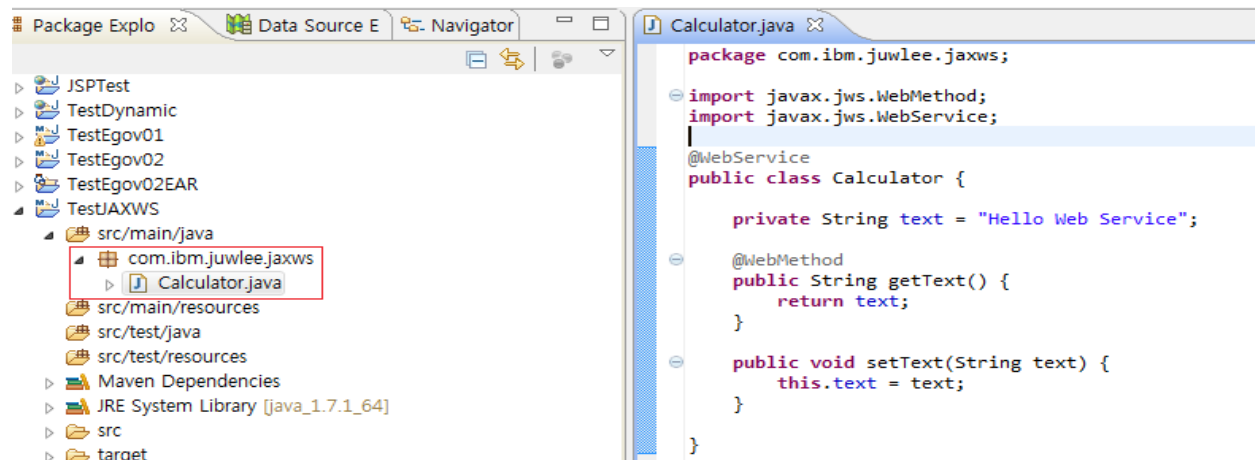 Package Explo
Data Source E
Navigator
JSPTest
TestDynamic
TestEgov01
TestEgov02
TestEgov02EAR
TestJAXWS
src/main/java
com.ibm.juwlee.jaxws
Calculator.java
src/main/resources
src/test/java
src/test/resources
Maven Dependencies
JRE System Library [java_1.7.1_64]
src
target
Calculator.java
package com.ibm.juwlee.jaxws;
import javax.jws.WebMethod;
import javax.jws.WebService;
@WebService
public class Calculator {
private String text = "Hello Web Service";
@WebMethod
public String getText() {
return text;
}
public void setText(String text) {
this.text = text;
}
}